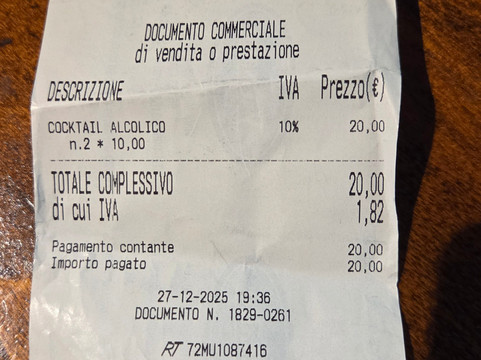 DOCUMENTO COMMERCIALE
di vendita o prestazione
DESCRIZIONE IVA Prezzo(€)
COCKTAIL ALCOLICO 10% 20,00
n.2 * 10,00
TOTALE COMPLESSIVO 20,00
di cui IVA 1,82
Pagamento contante 20,00
Importo pagato 20,00
27-12-2025 19:36
DOCUMENTO N. 1829-0261
RT 72MU1087416